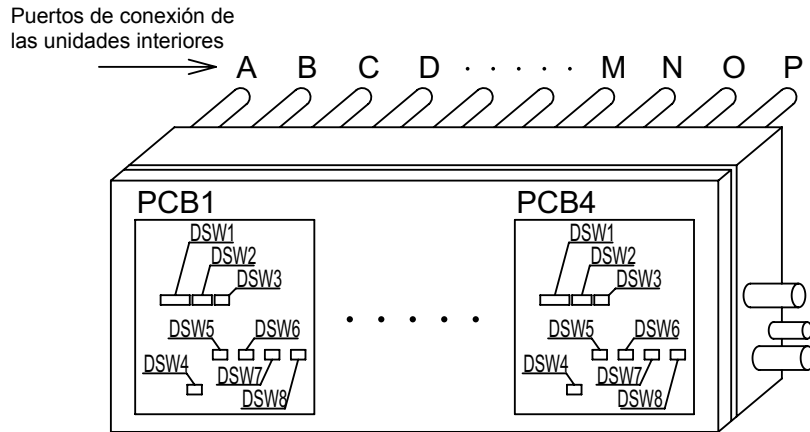 Puertos de conexión de
las unidades interiores
A B C D · · · · · M N O P
PCB1
DSW1
DSW2
DSW3
DSW5 DSW6
DSW4
DSW7
DSW8
· · · · ·
PCB4
DSW1
DSW2
DSW3
DSW5 DSW6
DSW4
DSW7
DSW8